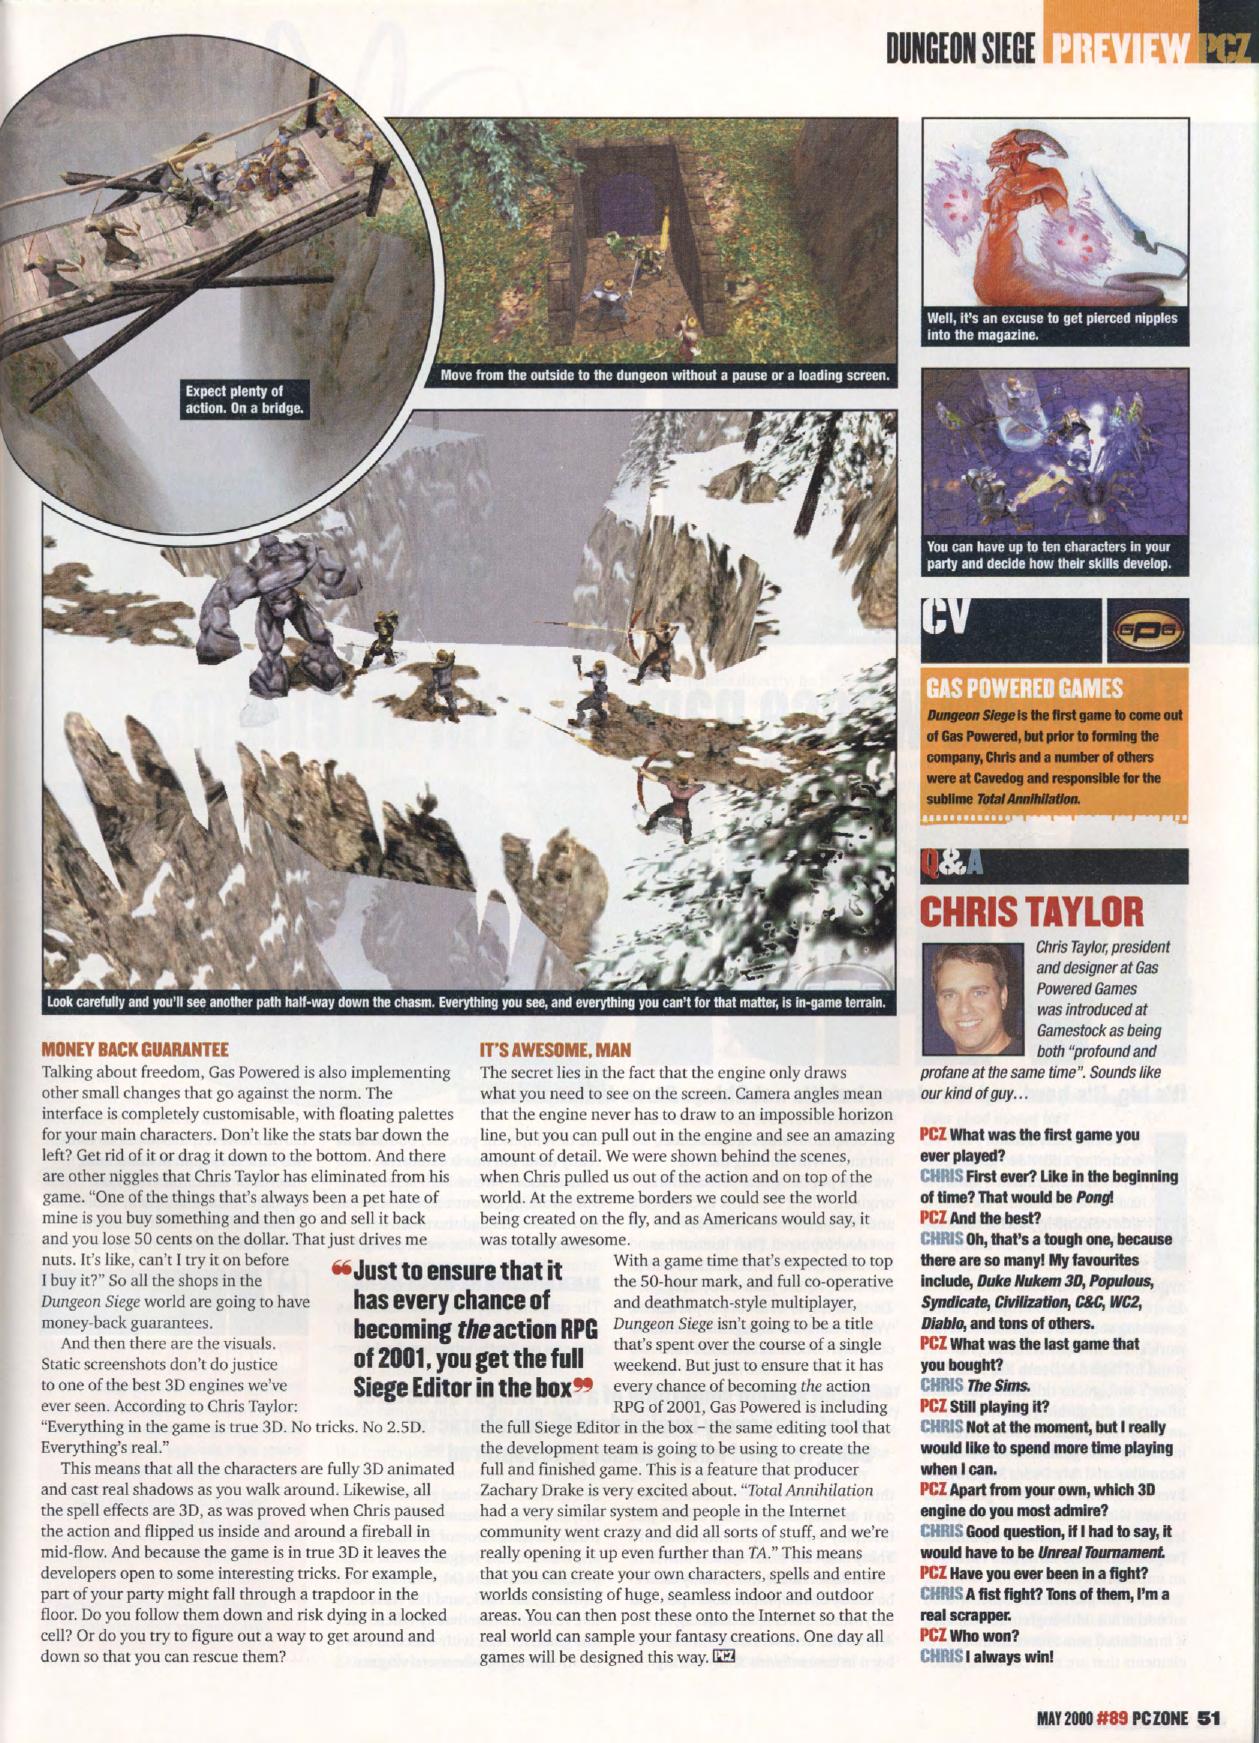 DUNGEON SIEGE PREVIEW PCZ
Expect plenty of
action. On a bridge.
Move from the outside to the dungeon without a pause or a loading screen.
Look carefully and you'll see another path half-way down the chasm. Everything you see, and everything you can't for that matter, is in-game terrain.
MONEY BACK GUARANTEE
Talking about freedom, Gas Powered is also implementing
other small changes that go against the norm. The
interface is completely customisable, with floating palettes
for your main characters. Don't like the stats bar down the
left? Get rid of it or drag it down to the bottom. And there
are other niggles that Chris Taylor has eliminated from his
game. "One of the things that's always been a pet hate of
mine is you buy something and then go and sell it back
and you lose 50 cents on the dollar. That just drives me
nuts. It's like, can't I try it on before
I buy it?" So all the shops in the
Dungeon Siege world are going to have
money-back guarantees.
And then there are the visuals.
Static screenshots don't do justice
to one of the best 3D engines we've
ever seen. According to Chris Taylor:
"Everything in the game is true 3D. No tricks. No 2.5D.
Everything's real."
This means that all the characters are fully 3D animated
and cast real shadows as you walk around. Likewise, all
the spell effects are 3D, as was proved when Chris paused
the action and flipped us inside and around a fireball in
mid-flow. And because the game is in true 3D it leaves the
developers open to some interesting tricks. For example,
part of your party might fall through a trapdoor in the
floor. Do you follow them down and risk dying in a locked
cell? Or do you try to figure out a way to get around and
down so that you can rescue them?
“Just to ensure that it
has every chance of
becoming the action RPG
of 2001, you get the full
Siege Editor in the box”
IT'S AWESOME, MAN
The secret lies in the fact that the engine only draws
what you need to see on the screen. Camera angles mean
that the engine never has to draw to an impossible horizon
line, but you can pull out in the engine and see an amazing
amount of detail. We were shown behind the scenes,
when Chris pulled us out of the action and on top of the
world. At the extreme borders we could see the world
being created on the fly, and as Americans would say, it
was totally awesome.
With a game time that's expected to top
the 50-hour mark, and full co-operative
and deathmatch-style multiplayer,
Dungeon Siege isn't going to be a title
that's spent over the course of a single
weekend. But just to ensure that it has
every chance of becoming the action
RPG of 2001, Gas Powered is including
the full Siege Editor in the box – the same editing tool that
the development team is going to be using to create the
full and finished game. This is a feature that producer
Zachary Drake is very excited about. "Total Annihilation
had a very similar system and people in the Internet
community went crazy and did all sorts of stuff, and we're
really opening it up even further than TA." This means
that you can create your own characters, spells and entire
worlds consisting of huge, seamless indoor and outdoor
areas. You can then post these onto the Internet so that the
real world can sample your fantasy creations. One day all
games will be designed this way. PCZ
Well, it's an excuse to get pierced nipples
into the magazine.
You can have up to ten characters in your
party and decide how their skills develop.
CV
GPG
GAS POWERED GAMES
Dungeon Siege is the first game to come out
of Gas Powered, but prior to forming the
company, Chris and a number of others
were at Cavedog and responsible for the
sublime Total Annihilation.
Q&A
CHRIS TAYLOR
Chris Taylor, president
and designer at Gas
Powered Games
was introduced at
Gamestock as being
both "profound and
profane at the same time". Sounds like
our kind of guy…
PCZ What was the first game you
ever played?
CHRIS First ever? Like in the beginning
of time? That would be Pong!
PCZ And the best?
CHRIS Oh, that's a tough one, because
there are so many! My favourites
include, Duke Nukem 3D, Populous,
Syndicate, Civilization, C&C, WC2,
Diablo, and tons of others.
PCZ What was the last game that
you bought?
CHRIS The Sims.
PCZ Still playing it?
CHRIS Not at the moment, but I really
would like to spend more time playing
when I can.
PCZ Apart from your own, which 3D
engine do you most admire?
CHRIS Good question, if I had to say, it
would have to be Unreal Tournament.
PCZ Have you ever been in a fight?
CHRIS A fist fight? Tons of them, I'm a
real scrapper.
PCZ Who won?
CHRIS I always win!
MAY 2000 #89 PC ZONE 51